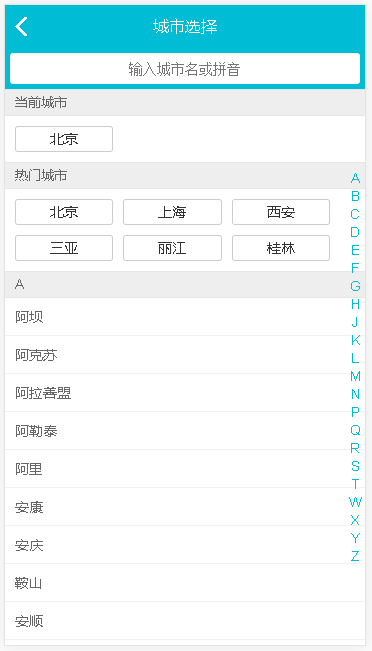 城市选择
输入城市名或拼音
当前城市
北京
热门城市
北京 上海 西安
三亚 丽江 桂林
A
阿坝
阿克苏
阿拉善盟
阿勒泰
阿里
安康
安庆
鞍山
安顺
A
B
C
D
E
F
G
H
J
K
L
M
N
P
Q
R
S
T
W
X
Y
Z